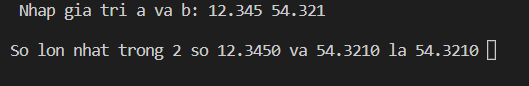 Nhap gia tri a va b: 12.345 54.321
So lon nhat trong 2 so 12.3450 va 54.3210 la 54.3210